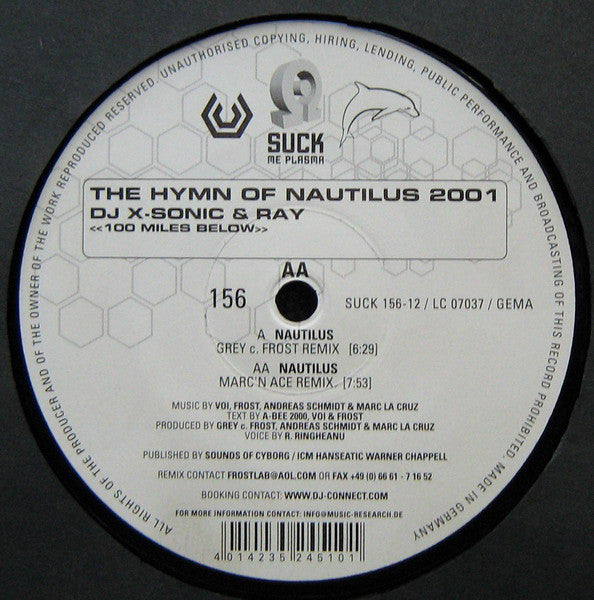 ALL RIGHTS OF THE PRODUCER AND OF THE OWNER OF THE WORK REPRODUCED RESERVED. UNAUTHORISED COPYING, HIRING, LENDING, PUBLIC PERFORMANCE AND BROADCASTING OF THIS RECORD PROHIBITED. MADE IN GERMANY
SUCK
ME PLASMA
THE HYMN OF NAUTILUS 2001
DJ X-SONIC & RAY
<<100 MILES BELOW>>
AA
156
SUCK 156-12 / LC 07037 / GEMA
A NAUTILUS
GREY c. FROST REMIX [6:29]
AA NAUTILUS
MARC'N ACE REMIX [7:53]
MUSIC BY VOI, FROST, ANDREAS SCHMIDT & MARC LA CRUZ
TEXT BY A-BEE 2000, VOI & FROST
PRODUCED BY GREY c. FROST, ANDREAS SCHMIDT & MARC LA CRUZ
VOICE BY R. RINGHEANU
PUBLISHED BY SOUNDS OF CYBORG / ICM HANSEATIC WARNER CHAPPELL
REMIX CONTACT FROSTLAB@AOL.COM OR FAX +49 (0) 66 61 - 7 16 52
BOOKING CONTACT: WWW.DJ-CONNECT.COM
FOR MORE INFORMATION CONTACT: INFO@MUSIC-RESEARCH.DE
4 014235 245101